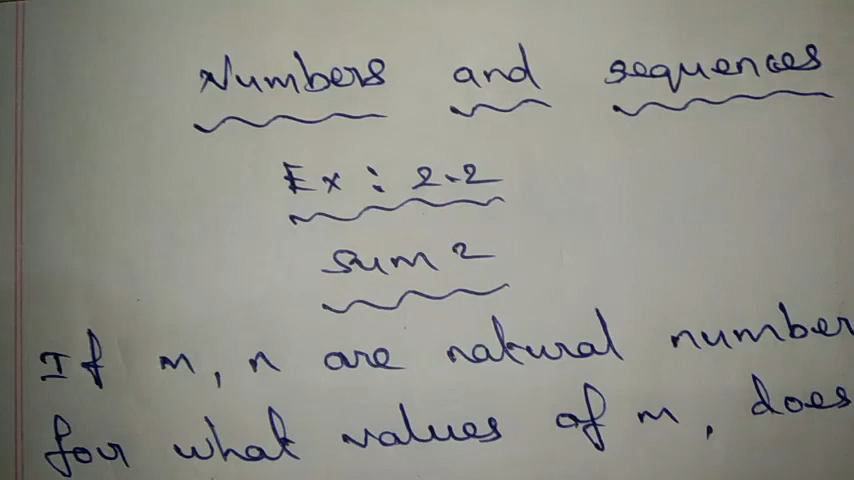 Numbers and sequences
Ex: 2.2
sum 2
If m, n are natural number
for what values of m, does